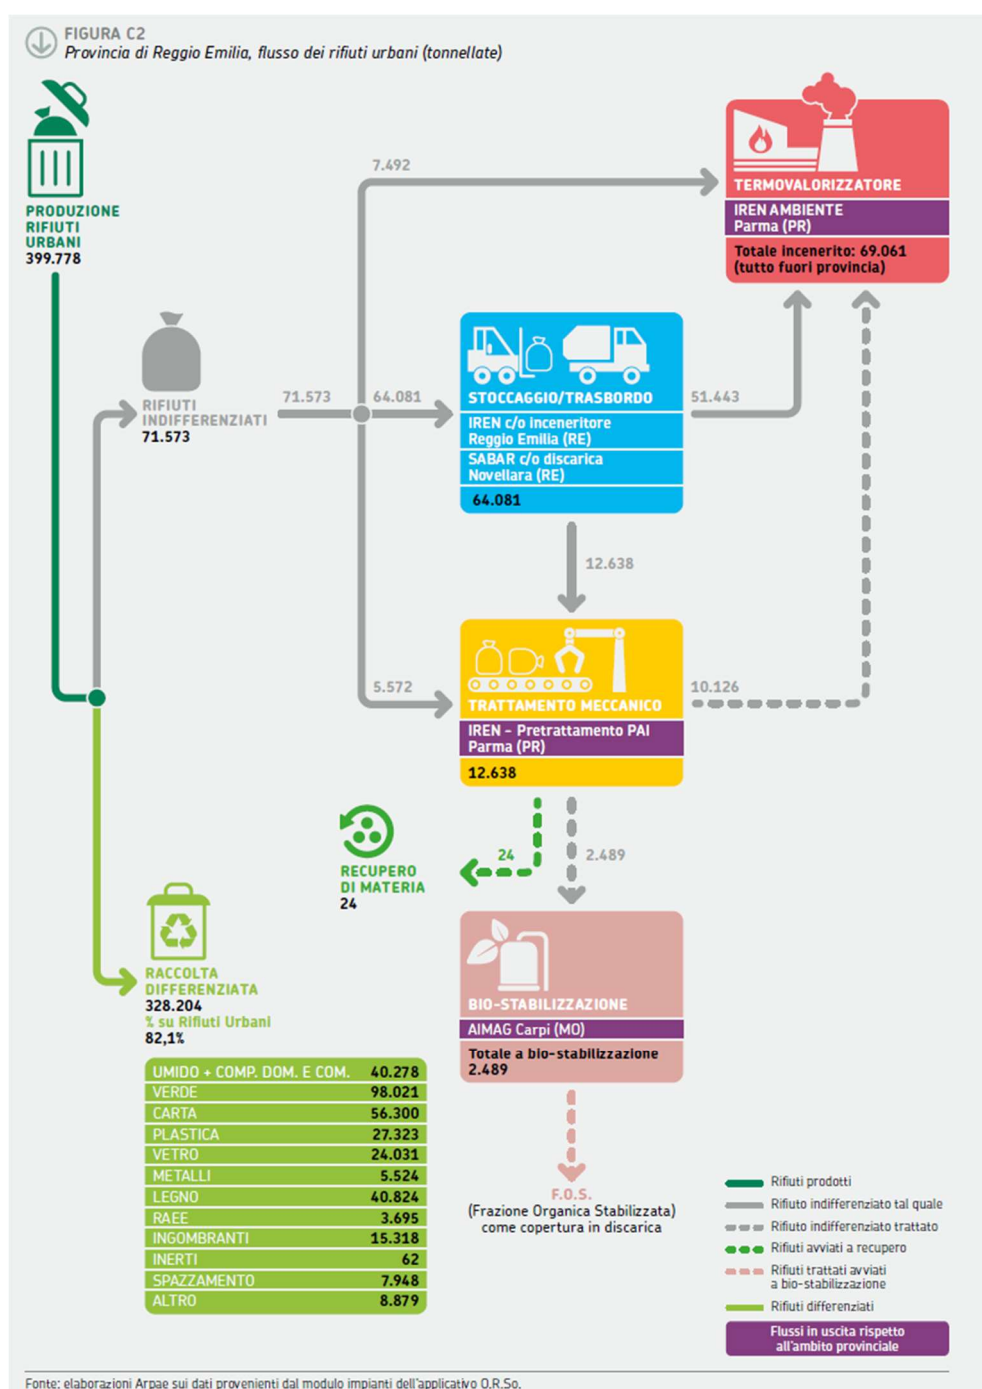 FIGURA C2
Provincia di Reggio Emilia, flusso dei rifiuti urbani (tonnellate)
PRODUZIONE
RIFIUTI
URBANI
399.778
7.492
TERMOVALORIZZATORE
IREN AMBIENTE
Parma (PR)
Totale incenerito: 69.061
(tutto fuori provincia)
RIFIUTI
INDIFFERENZIATI
71.573
71.573
64.081
STOCCAGGIO/TRASBORDO
IREN c/o inceneritore
Reggio Emilia (RE)
SABAR c/o discarica
Novellara (RE)
64.081
51.443
12.638
5.572
TRATTAMENTO MECCANICO
IREN - Pretrattamento PAI
Parma (PR)
12.638
10.126
24
2.489
RECUPERO
DI MATERIA
24
BIO-STABILIZZAZIONE
AIMAG Carpi (MO)
Totale a bio-stabilizzazione
2.489
F.O.S.
(Frazione Organica Stabilizzata)
come copertura in discarica
RACCOLTA
DIFFERENZIATA
328.204
% su Rifiuti Urbani
82,1%
UMIDO + COMP. DOM. E COM. 40.278
VERDE 98.021
CARTA 56.300
PLASTICA 27.323
VETRO 24.031
METALLI 5.524
LEGNO 40.824
RAEE 3.695
INGOMBRANTI 15.318
INERTI 62
SPAZZAMENTO 7.948
ALTRO 8.879
Rifiuti prodotti
Rifiuto indifferenziato tal quale
Rifiuto indifferenziato trattato
Rifiuti avviati a recupero
Rifiuti trattati avviati
a bio-stabilizzazione
Rifiuti differenziati
Flussi in uscita rispetto
all'ambito provinciale
Fonte: elaborazioni Arpae sui dati provenienti dal modulo impianti dell'applicativo O.R.So.